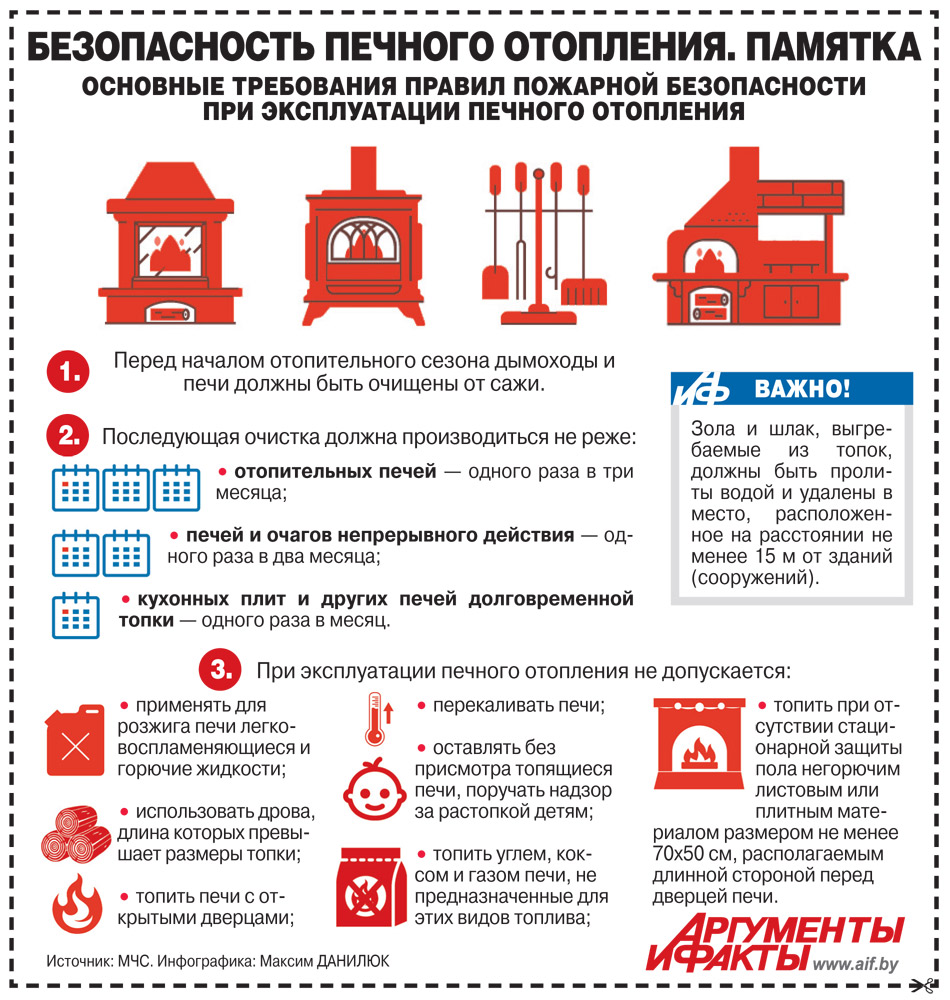 БЕЗОПАСНОСТЬ ПЕЧНОГО ОТОПЛЕНИЯ. ПАМЯТКА
ОСНОВНЫЕ ТРЕБОВАНИЯ ПРАВИЛ ПОЖАРНОЙ БЕЗОПАСНОСТИ
ПРИ ЭКСПЛУАТАЦИИ ПЕЧНОГО ОТОПЛЕНИЯ
1.
Перед началом отопительного сезона дымоходы и
печи должны быть очищены от сажи.
АиФ ВАЖНО!
Зола и шлак, выгре-
баемые из топок,
должны быть проли-
ты водой и удалены в
место, расположен-
ное на расстоянии не
менее 15 м от зданий
(сооружений).
2. Последующая очистка должна производиться не реже:
• отопительных печей — одного раза в три
месяца;
• печей и очагов непрерывного действия — од-
ного раза в два месяца;
• кухонных плит и других печей долговременной
топки — одного раза в месяц.
3. При эксплуатации печного отопления не допускается:
• применять для
розжига печи легко-
воспламеняющиеся и
горючие жидкости;
• использовать дрова,
длина которых превы-
шает размеры топки;
• топить печи с от-
крытыми дверцами;
• перекаливать печи;
• оставлять без
присмотра топящиеся
печи, поручать надзор
за растопкой детям;
• топить углем, кок-
сом и газом печи, не
предназначенные для
этих видов топлива;
• топить при от-
сутствии стаци-
онарной защиты
пола негорючим
листовым или
плитным мате-
риалом размером не менее
70х50 см, располагаемым
длинной стороной перед
дверцей печи.
Источник: МЧС. Инфографика: Максим ДАНИЛЮК
АРГУМЕНТЫ
И ФАКТЫ www.aif.by